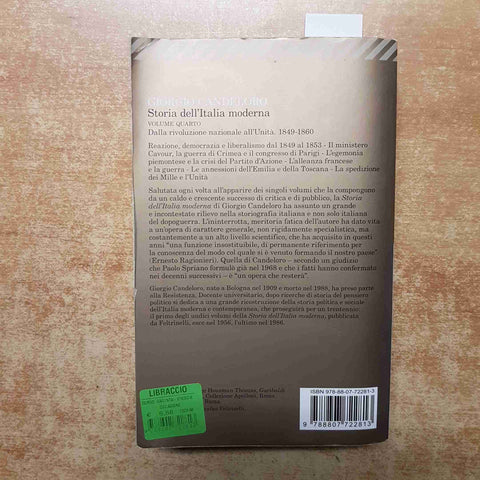 GIORGIO CANDELORO
Storia dell'Italia moderna
VOLUME QUARTO
Dalla rivoluzione nazionale all'Unità. 1849-1860
Reazione, democrazia e liberalismo dal 1849 al 1853 - Il ministero
Cavour, la guerra di Crimea e il congresso di Parigi - L'egemonia
piemontese e la crisi del Partito d'Azione - L'alleanza francese
e la guerra - Le annessioni dell'Emilia e della Toscana - La spedizione
dei Mille e l'Unità
Salutata ogni volta all'apparire dei singoli volumi che la compongono
da un caldo e crescente successo di critica e di pubblico, la Storia
dell'Italia moderna di Giorgio Candeloro ha assunto un grande
e incontestato rilievo nella storiografia italiana e non solo italiana
del dopoguerra. L'ininterrotta, meritoria fatica dell'autore ha dato vita
a un'opera di carattere generale, non rigidamente specialistica, ma
costantemente a un alto livello scientifico, che ha acquisito in questi
anni "una funzione insostituibile, di permanente riferimento per
la conoscenza del modo col quale si è venuto formando il nostro paese"
(Ernesto Ragionieri). Quella di Candeloro – secondo un giudizio
che Paolo Spriano formulò già nel 1968 e che i fatti hanno confermato
nei decenni successivi – è "un opera che resterà".
Giorgio Candeloro, nato a Bologna nel 1909 e morto nel 1988, ha preso parte
alla Resistenza. Docente universitario, dopo ricerche di storia del pensiero
politico si dedica a una grande ricostruzione della storia politica e sociale
dell'Italia moderna e contemporanea, che proseguirà per un trentennio:
il primo degli undici volumi della Storia dell'Italia moderna, pubblicata
da Feltrinelli, esce nel 1956, l'ultimo nel 1986.
Bowman Thomas, Garibaldi
Collezione Apolloni, Roma
Roma
Feltrinelli.
LIBRACCIO
ISBN 978-88-07-72281-3
9 788807 722813